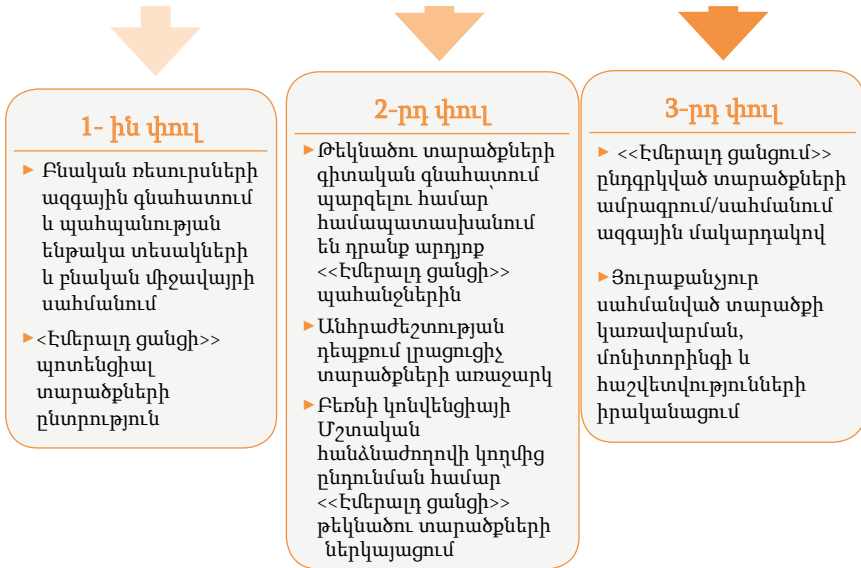 1- ին փուլ
► Բնական ռեսուրսների
ազգային գնահատում
և պահպանության
ենթակա տեսակների
և բնական միջավայրի
սահմանում
►<Էմերալդ ցանցի>>
պոտենցիալ
տարածքների
ընտրություն
2-րդ փուլ
►Թեկնածու տարածքների
գիտական գնահատում
պարզելու համար՝
համապատասխանում
են դրանք արդյոք
<<Էմերալդ ցանցի>>
պահանջներին
►Անհրաժեշտության
դեպքում լրացուցիչ
տարածքների առաջարկ
►Բեռնի կոնվենցիայի
Մշտական
հանձնաժողովի կողմից
ընդունման համար՝
<<Էմերալդ ցանցի>>
թեկնածու տարածքների
ներկայացում
3-րդ փուլ
► <<Էմերալդ ցանցում>>
ընդգրկված տարածքների
ամրագրում/սահմանում
ազգային մակարդակով
►Յուրաքանչյուր
սահմանված տարածքի
կառավարման,
մոնիտորինգի և
հաշվետվությունների
իրականացում